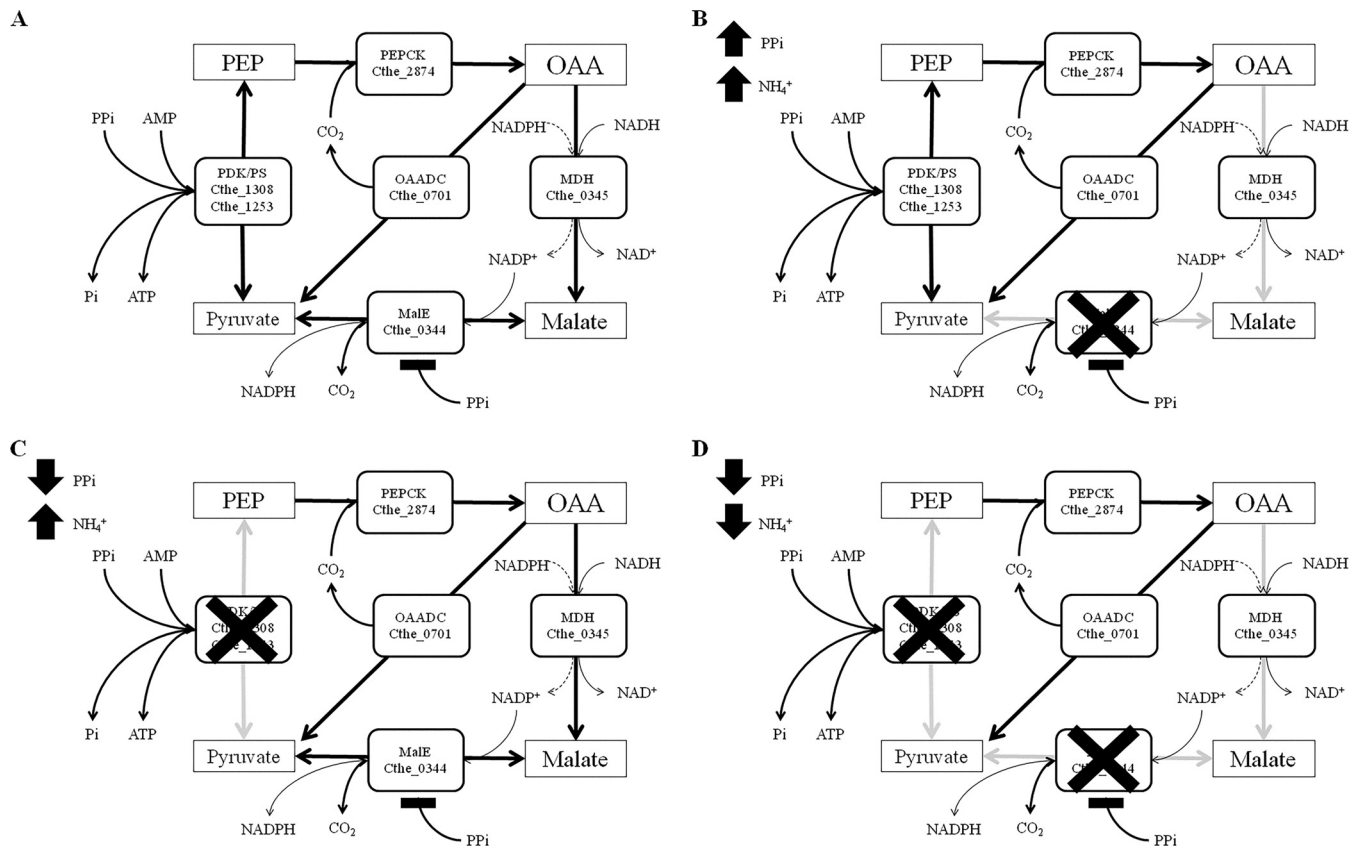 A
PEP
PEPCK
Cthe_2874
OAA
PPi
AMP
CO₂
NADPH
NADH
PDK/PS
Cthe_1308
Cthe_1253
OAADC
Cthe_0701
MDH
Cthe_0345
Pi
ATP
NADP⁺
NAD⁺
Pyruvate
MalE
Cthe_0344
Malate
NADPH
CO₂
PPi
B
PPi
NH₄⁺
PEP
PEPCK
Cthe_2874
OAA
PPi
AMP
CO₂
NADPH
NADH
PDK/PS
Cthe_1308
Cthe_1253
OAADC
Cthe_0701
MDH
Cthe_0345
Pi
ATP
NADP⁺
NAD⁺
Pyruvate
Malate
NADPH
CO₂
PPi
C
PPi
NH₄⁺
PEP
PEPCK
Cthe_2874
OAA
PPi
AMP
CO₂
NADPH
NADH
OAADC
Cthe_0701
MDH
Cthe_0345
Pi
ATP
NADP⁺
NAD⁺
Pyruvate
MalE
Cthe_0344
Malate
NADPH
CO₂
PPi
D
PPi
NH₄⁺
PEP
PEPCK
Cthe_2874
OAA
PPi
AMP
CO₂
NADPH
NADH
OAADC
Cthe_0701
MDH
Cthe_0345
Pi
ATP
NADP⁺
NAD⁺
Pyruvate
Malate
NADPH
CO₂
PPi